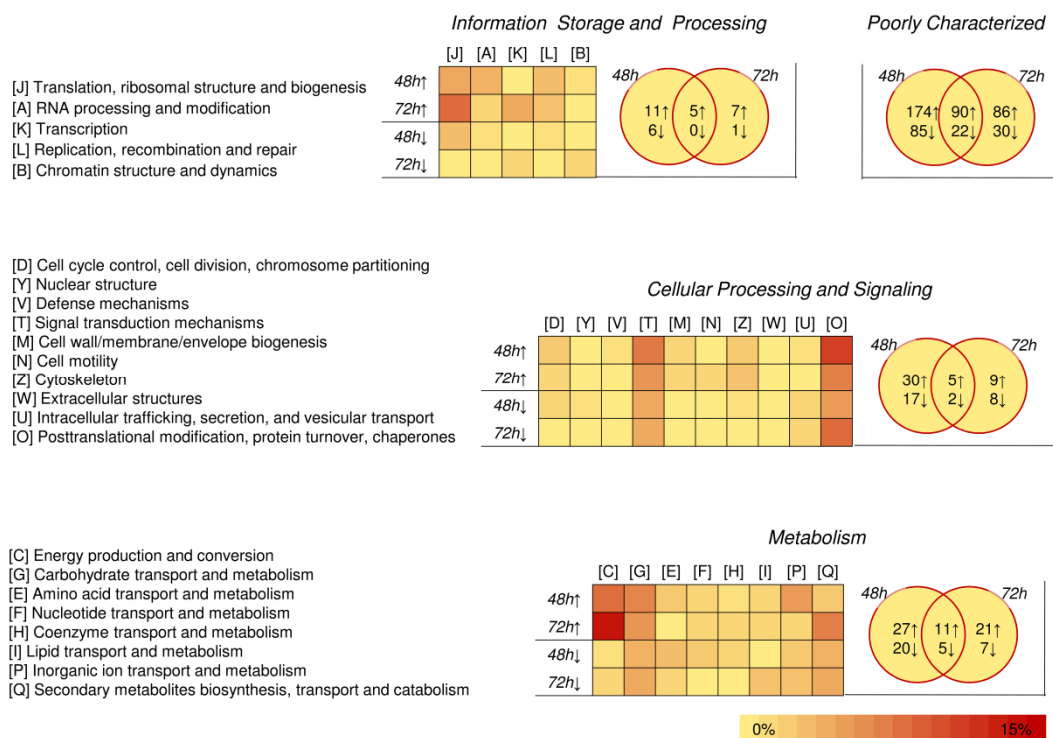 Information Storage and Processing
Poorly Characterized
[J] [A] [K] [L] [B]
[J] Translation, ribosomal structure and biogenesis
[A] RNA processing and modification
[K] Transcription
[L] Replication, recombination and repair
[B] Chromatin structure and dynamics
48h↑
72h↑
48h↓
72h↓
48h 72h
11↑ 5↑ 7↑
6↓ 0↓ 1↓
48h 72h
174↑ 90↑ 86↑
85↓ 22↓ 30↓
[D] Cell cycle control, cell division, chromosome partitioning
[Y] Nuclear structure
[V] Defense mechanisms
[T] Signal transduction mechanisms
[M] Cell wall/membrane/envelope biogenesis
[N] Cell motility
[Z] Cytoskeleton
[W] Extracellular structures
[U] Intracellular trafficking, secretion, and vesicular transport
[O] Posttranslational modification, protein turnover, chaperones
Cellular Processing and Signaling
[D] [Y] [V] [T] [M] [N] [Z] [W] [U] [O]
48h↑
72h↑
48h↓
72h↓
48h 72h
30↑ 5↑ 9↑
17↓ 2↓ 8↓
[C] Energy production and conversion
[G] Carbohydrate transport and metabolism
[E] Amino acid transport and metabolism
[F] Nucleotide transport and metabolism
[H] Coenzyme transport and metabolism
[I] Lipid transport and metabolism
[P] Inorganic ion transport and metabolism
[Q] Secondary metabolites biosynthesis, transport and catabolism
Metabolism
[C] [G] [E] [F] [H] [I] [P] [Q]
48h↑
72h↑
48h↓
72h↓
48h 72h
27↑ 11↑ 21↑
20↓ 5↓ 7↓
0% 15%